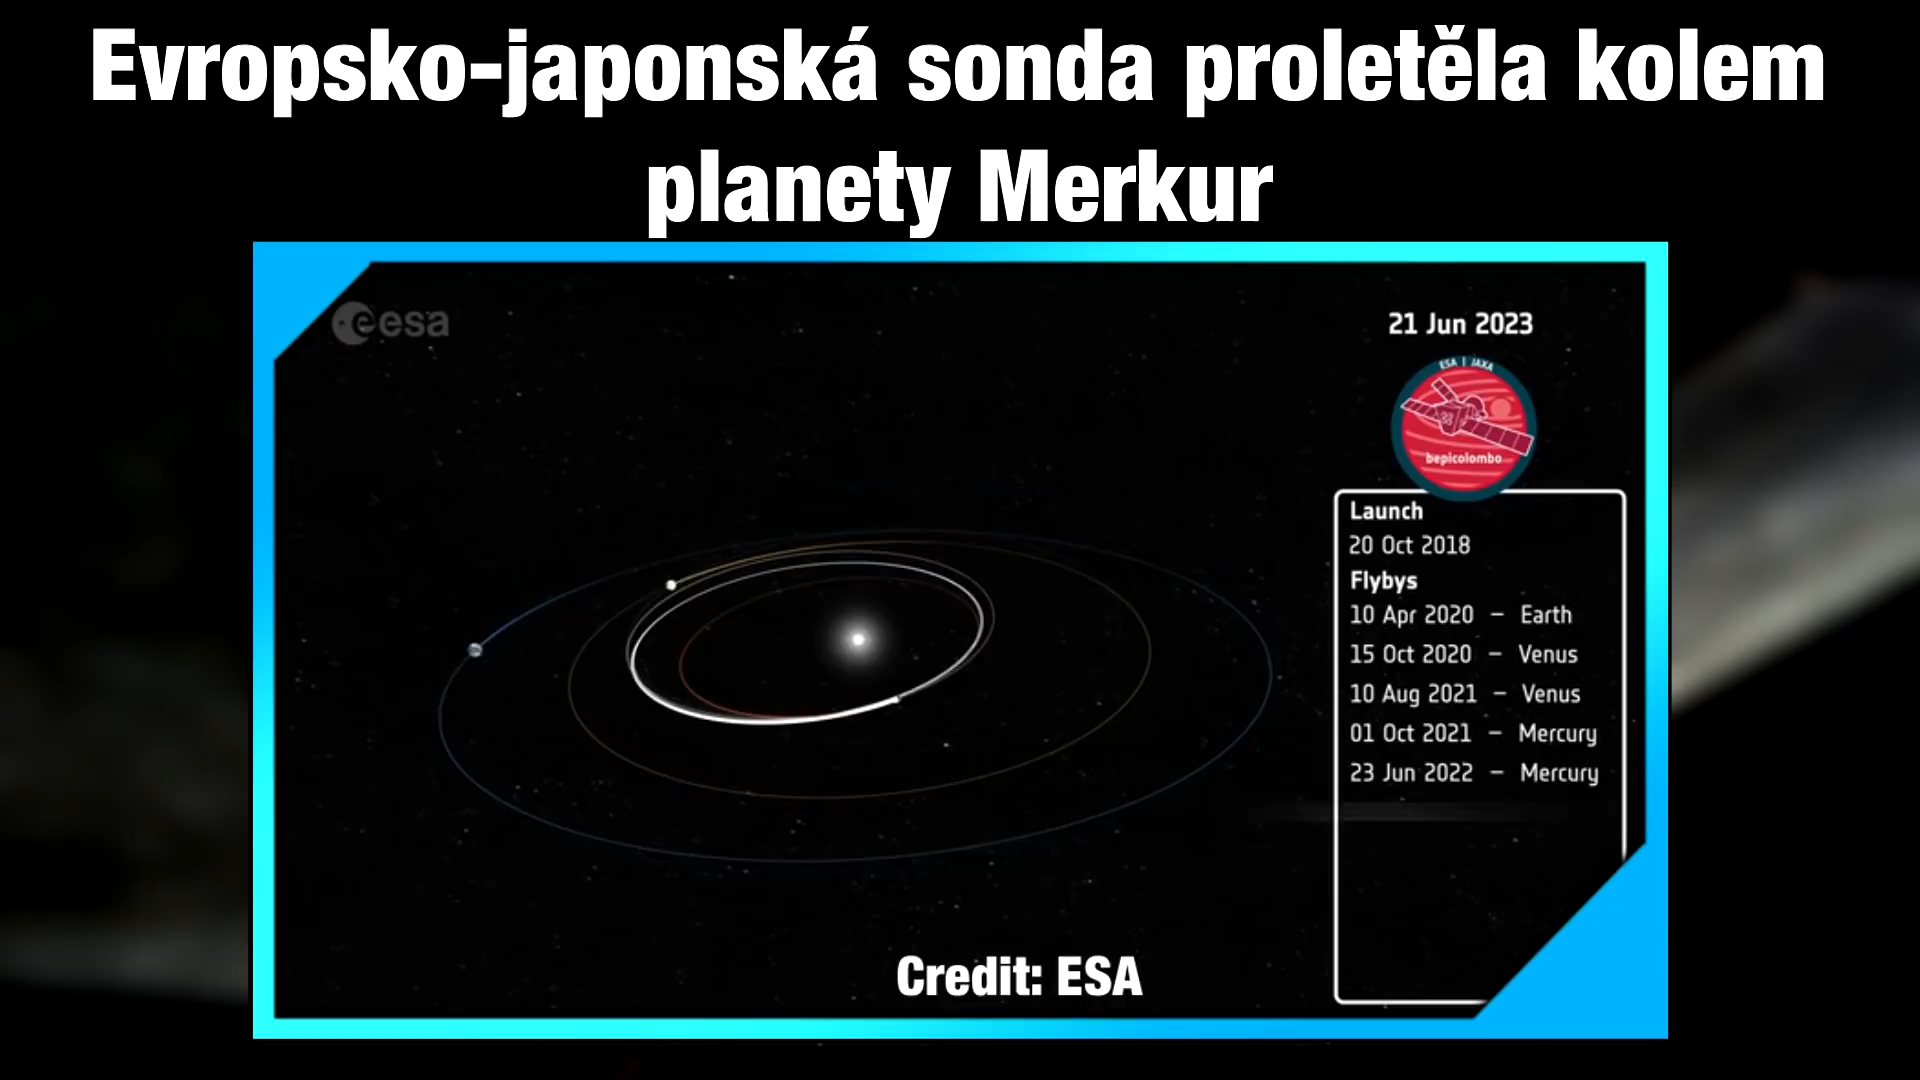 Evropsko-japonská sonda proletěla kolem
planety Merkur
esa
21 Jun 2023
ESA | JAXA
bepicolombo
Launch
20 Oct 2018
Flybys
10 Apr 2020 – Earth
15 Oct 2020 – Venus
10 Aug 2021 – Venus
01 Oct 2021 – Mercury
23 Jun 2022 – Mercury
Credit: ESA